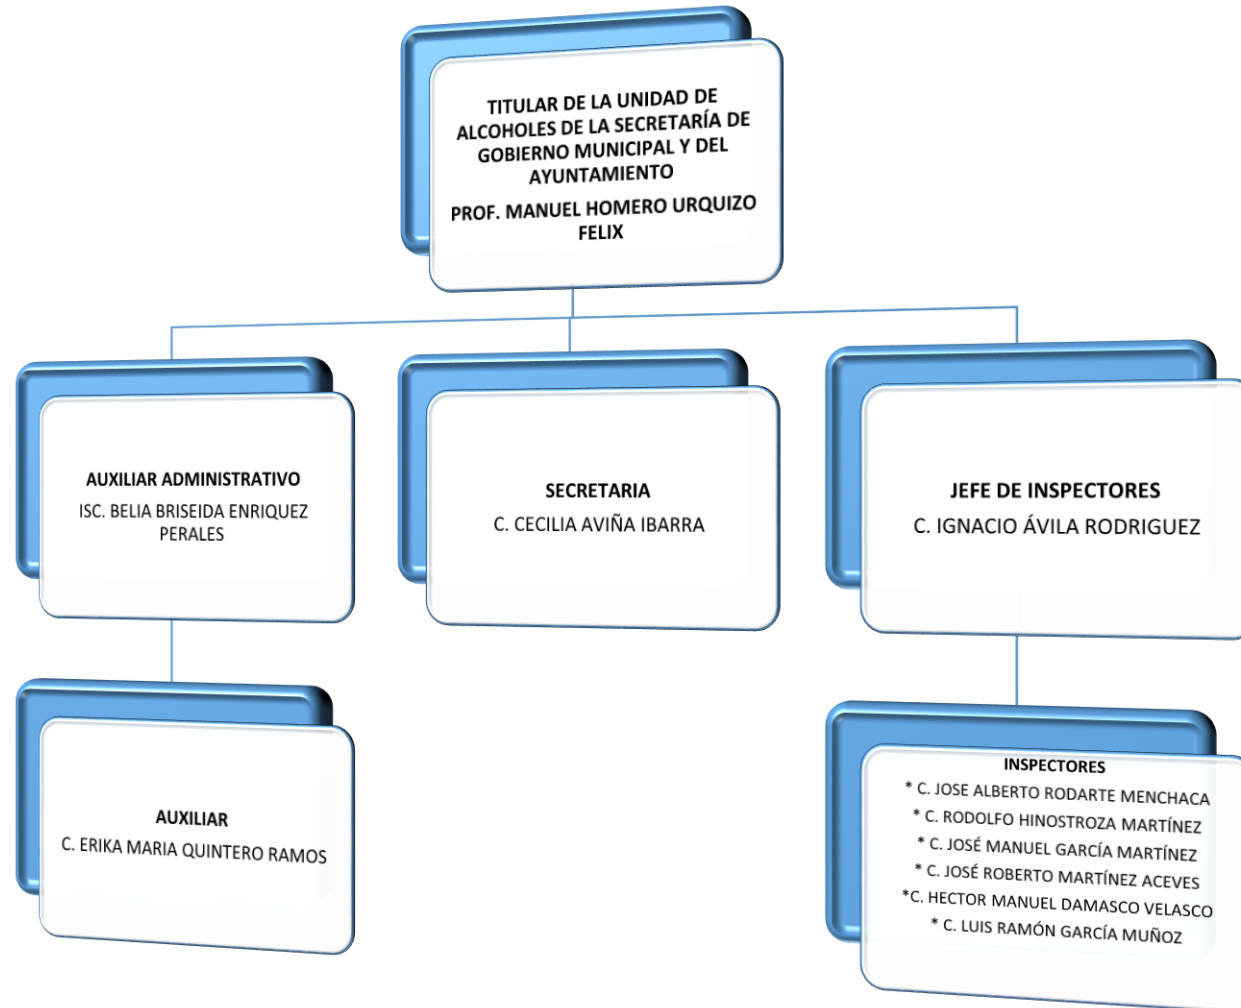 TITULAR DE LA UNIDAD DE
ALCOHOLES DE LA SECRETARÍA DE
GOBIERNO MUNICIPAL Y DEL
AYUNTAMIENTO
PROF. MANUEL HOMERO URQUIZO
FELIX
AUXILIAR ADMINISTRATIVO
ISC. BELIA BRISEIDA ENRIQUEZ
PERALES
SECRETARIA
C. CECILIA AVIÑA IBARRA
JEFE DE INSPECTORES
C. IGNACIO ÁVILA RODRIGUEZ
AUXILIAR
C. ERIKA MARIA QUINTERO RAMOS
INSPECTORES
* C. JOSE ALBERTO RODARTE MENCHACA
* C. RODOLFO HINOSTROZA MARTÍNEZ
* C. JOSÉ MANUEL GARCÍA MARTÍNEZ
* C. JOSÉ ROBERTO MARTÍNEZ ACEVES
*C. HECTOR MANUEL DAMASCO VELASCO
* C. LUIS RAMÓN GARCÍA MUÑOZ